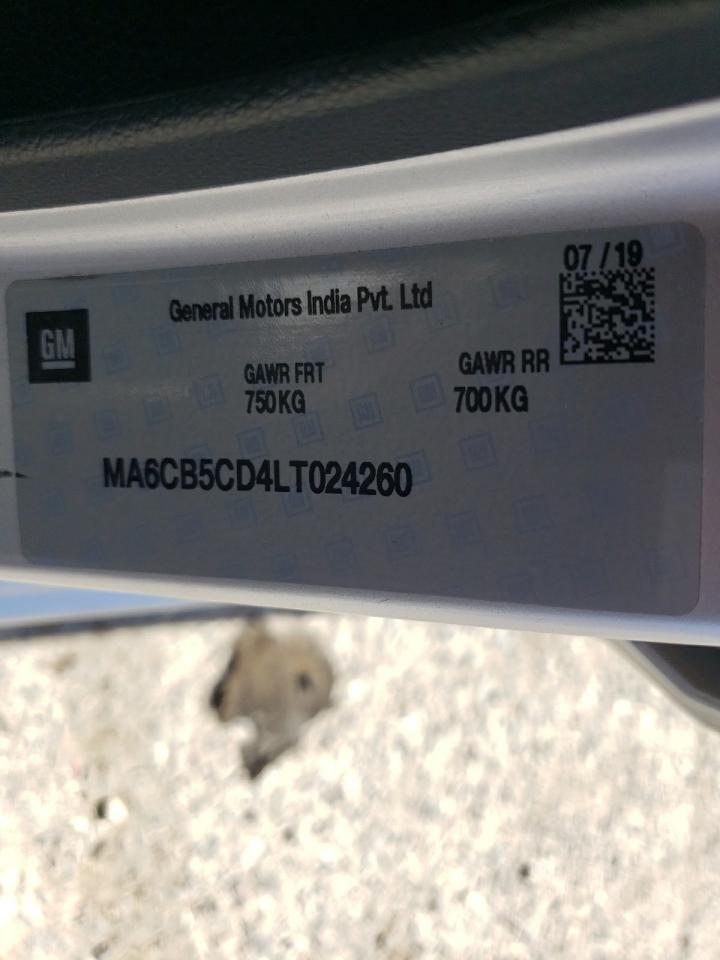 07 / 19
General Motors India Pvt. Ltd
GM
GAWR FRT
750KG
GAWR RR
700KG
MA6CB5CD4LT024260